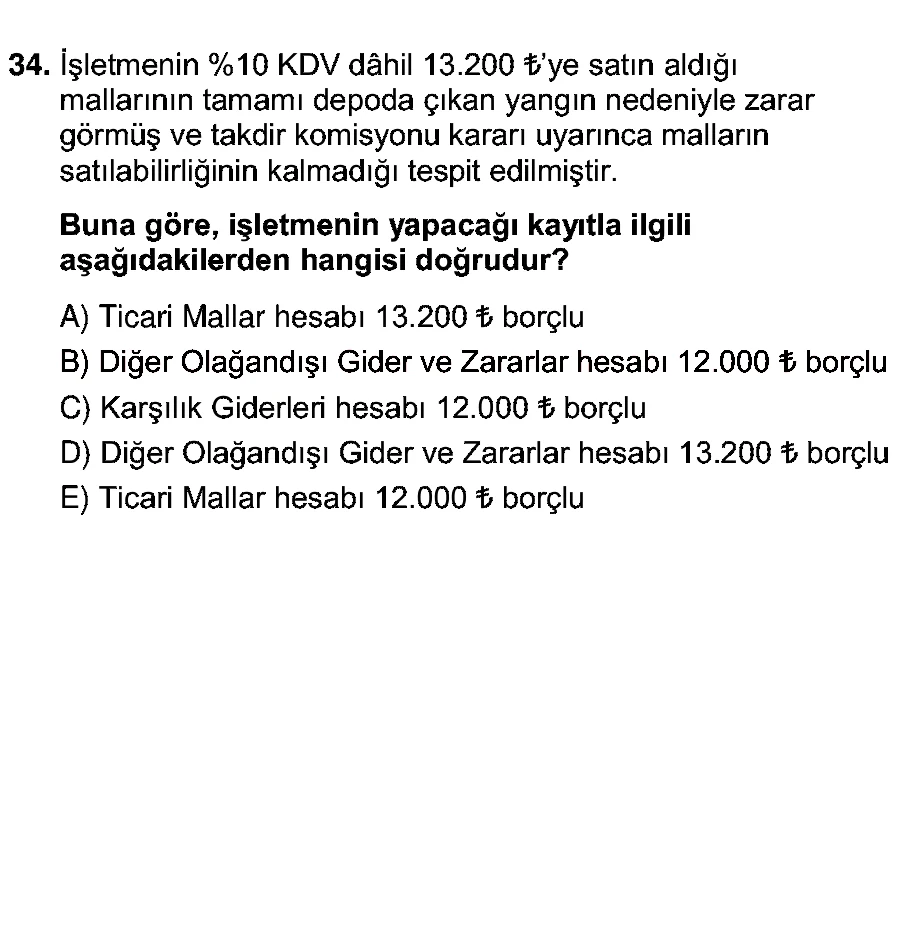 34. İşletmenin %10 KDV dâhil 13.200 ₺'ye satın aldığı
mallarının tamamı depoda çıkan yangın nedeniyle zarar
görmüş ve takdir komisyonu kararı uyarınca malların
satılabilirliğinin kalmadığı tespit edilmiştir.
Buna göre, işletmenin yapacağı kayıtla ilgili
aşağıdakilerden hangisi doğrudur?
A) Ticari Mallar hesabı 13.200 ₺ borçlu
B) Diğer Olağandışı Gider ve Zararlar hesabı 12.000 ₺ borçlu
C) Karşılık Giderleri hesabı 12.000 ₺ borçlu
D) Diğer Olağandışı Gider ve Zararlar hesabı 13.200 ₺ borçlu
E) Ticari Mallar hesabı 12.000 ₺ borçlu